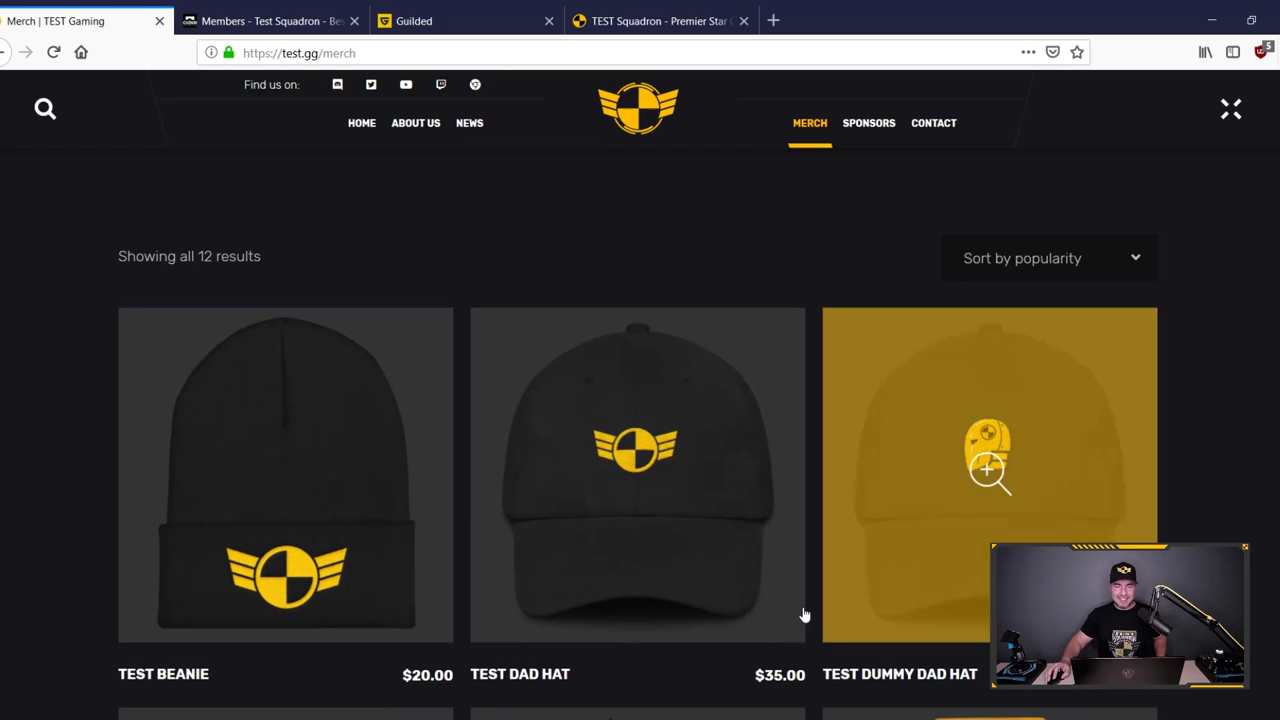 Merch | TEST Gaming
Members - Test Squadron - Bes
Guilded
TEST Squadron - Premier Star C
https://test.gg/merch
5
Find us on:
HOME ABOUT US NEWS
MERCH SPONSORS CONTACT
Showing all 12 results
Sort by popularity
TEST BEANIE $20.00
TEST DAD HAT $35.00
TEST DUMMY DAD HAT